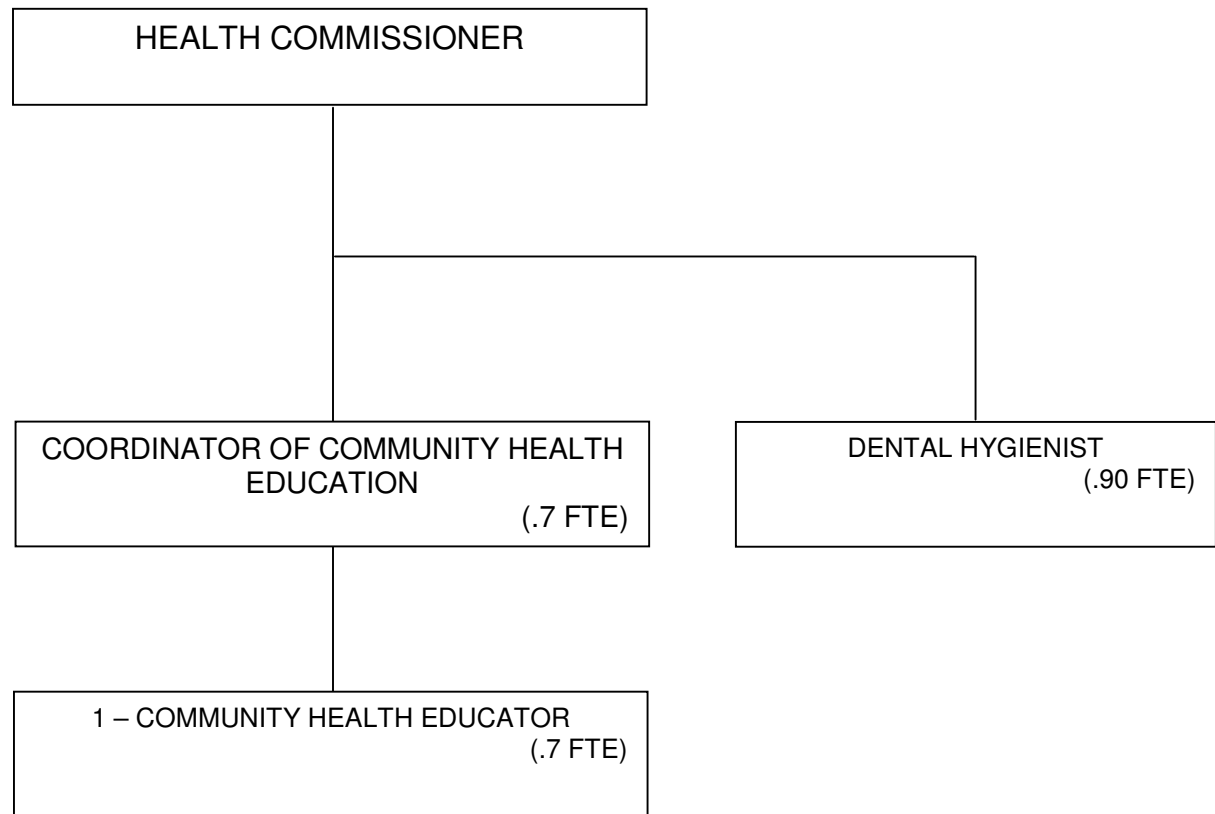 HEALTH COMMISSIONER
COORDINATOR OF COMMUNITY HEALTH
EDUCATION
(.7 FTE)
DENTAL HYGIENIST
(.90 FTE)
1 – COMMUNITY HEALTH EDUCATOR
(.7 FTE)